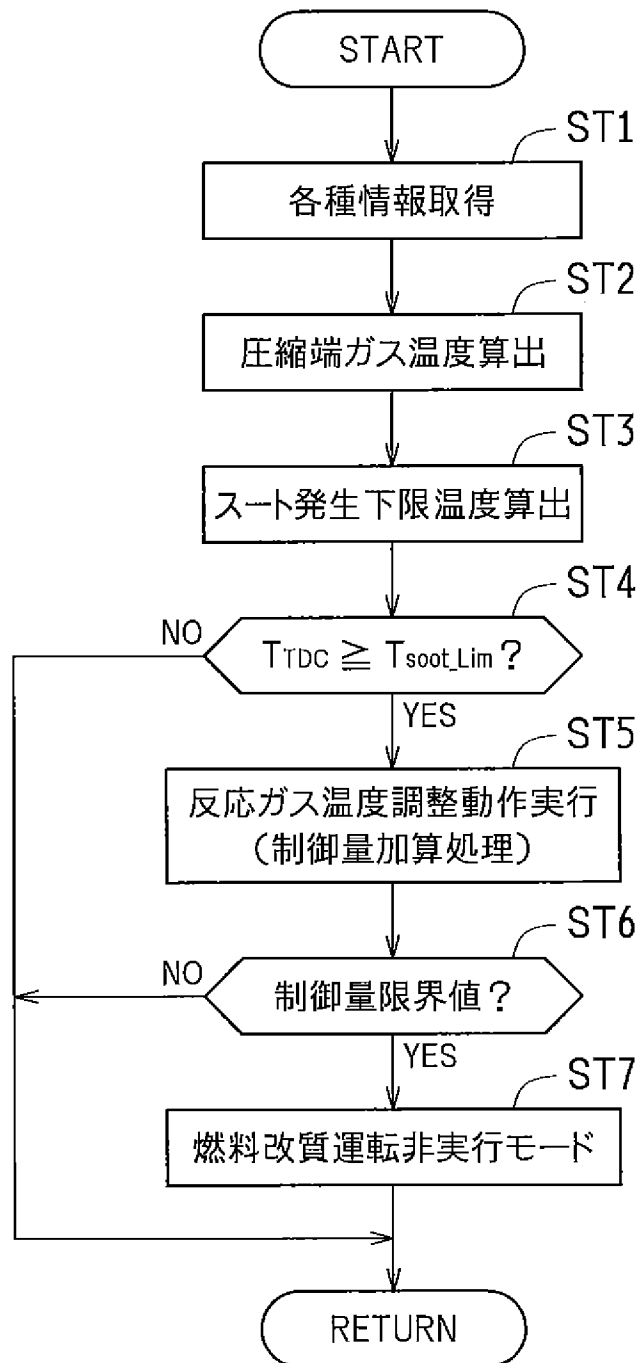 START
ST1
各種情報取得
ST2
圧縮端ガス温度算出
ST3
スート発生下限温度算出
ST4
NO
TTDC ≧ Tsoot_Lim ?
YES
ST5
反応ガス温度調整動作実行
(制御量加算処理)
ST6
NO
制御量限界値?
YES
ST7
燃料改質運転非実行モード
RETURN